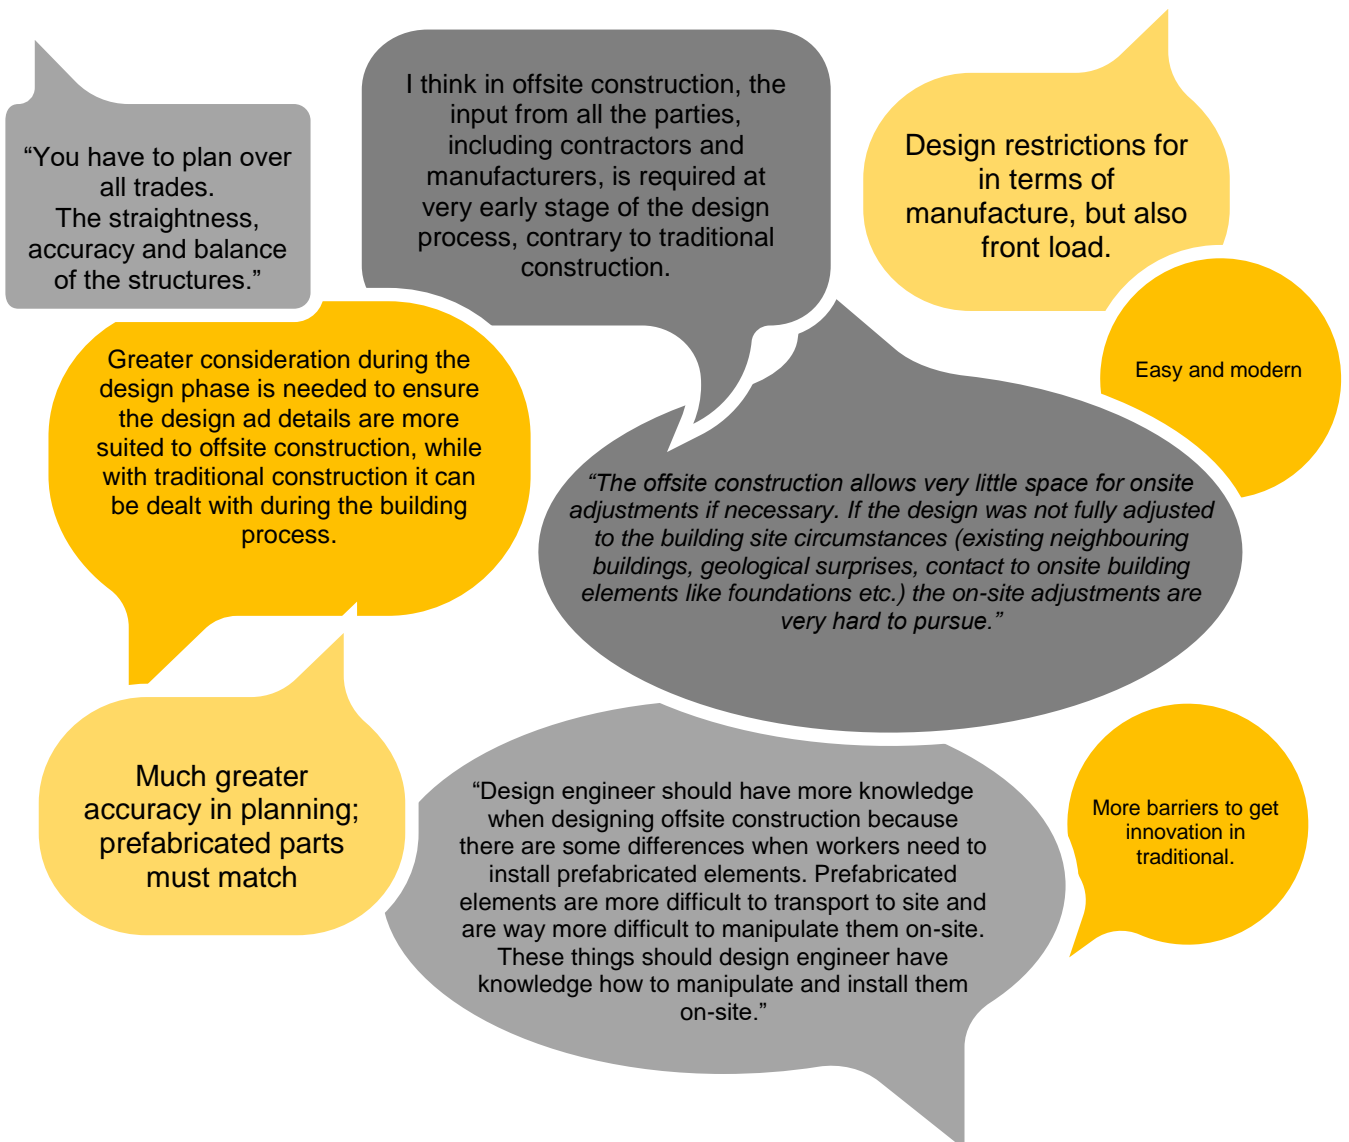 “You have to plan over
all trades.
The straightness,
accuracy and balance
of the structures.”
I think in offsite construction, the
input from all the parties,
including contractors and
manufacturers, is required at
very early stage of the design
process, contrary to traditional
construction.
Design restrictions for
in terms of
manufacture, but also
front load.
Easy and modern
Greater consideration during the
design phase is needed to ensure
the design ad details are more
suited to offsite construction, while
with traditional construction it can
be dealt with during the building
process.
“The offsite construction allows very little space for onsite
adjustments if necessary. If the design was not fully adjusted
to the building site circumstances (existing neighbouring
buildings, geological surprises, contact to onsite building
elements like foundations etc.) the on-site adjustments are
very hard to pursue.”
Much greater
accuracy in planning;
prefabricated parts
must match
“Design engineer should have more knowledge
when designing offsite construction because
there are some differences when workers need to
install prefabricated elements. Prefabricated
elements are more difficult to transport to site and
are way more difficult to manipulate them on-site.
These things should design engineer have
knowledge how to manipulate and install them
on-site.”
More barriers to get
innovation in
traditional.